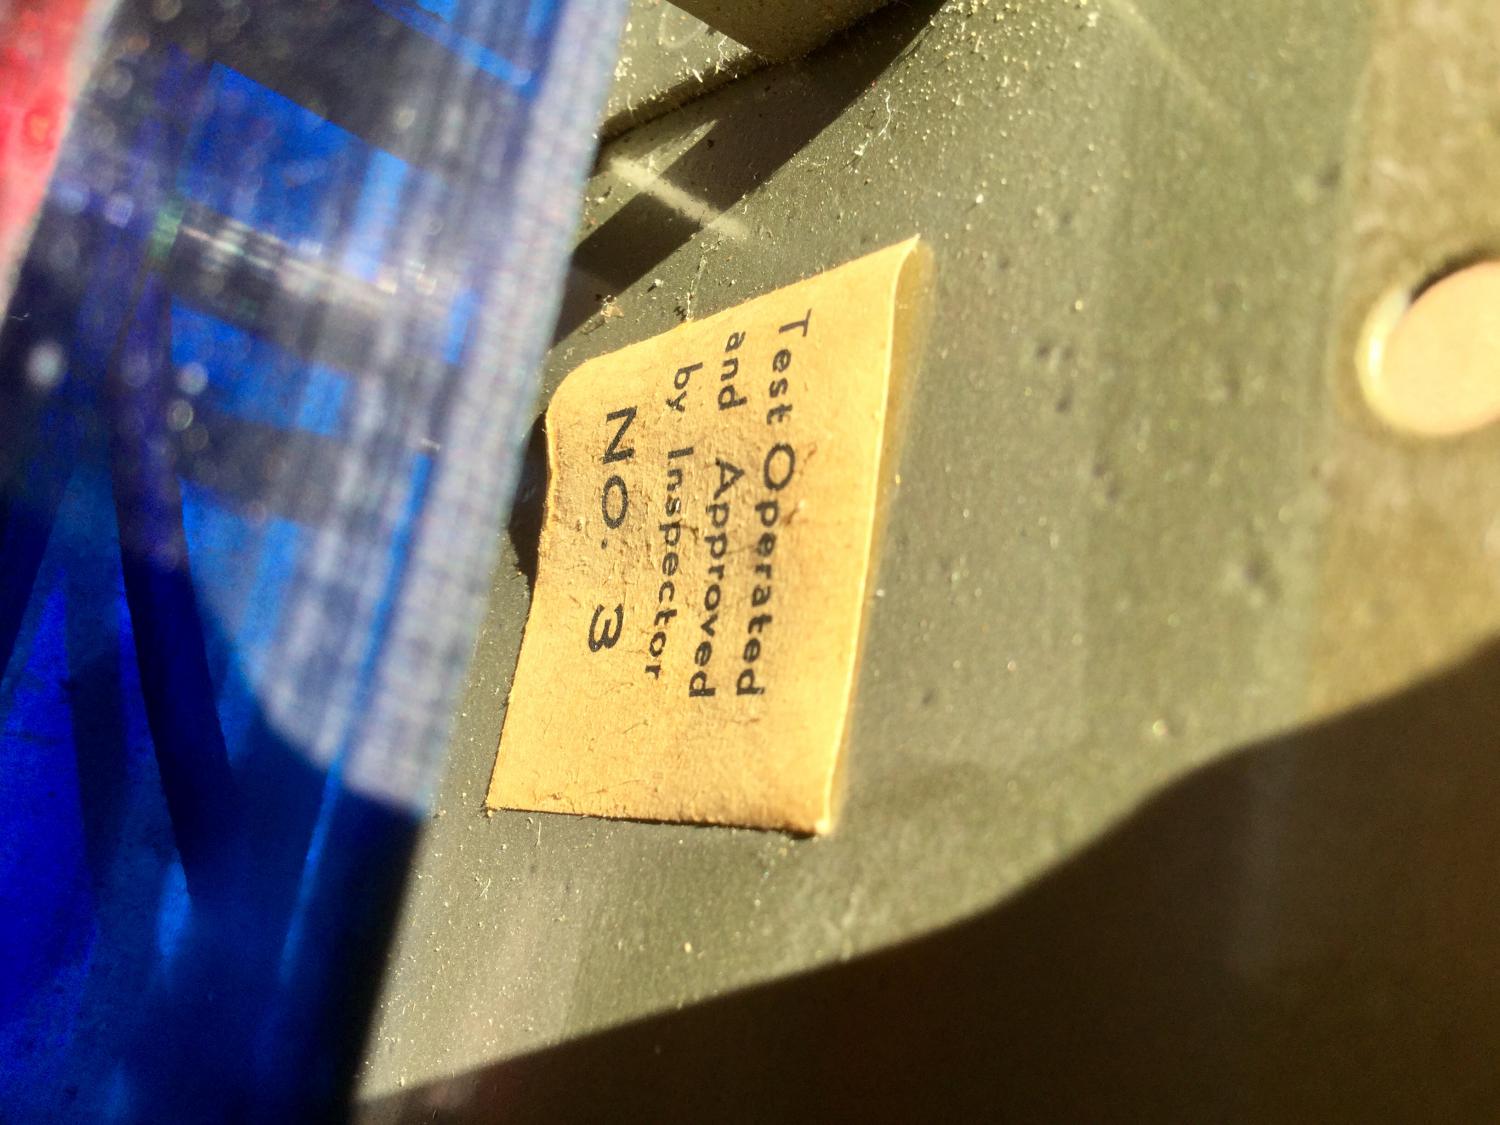 Test Operated
and Approved
by Inspector
No. 3